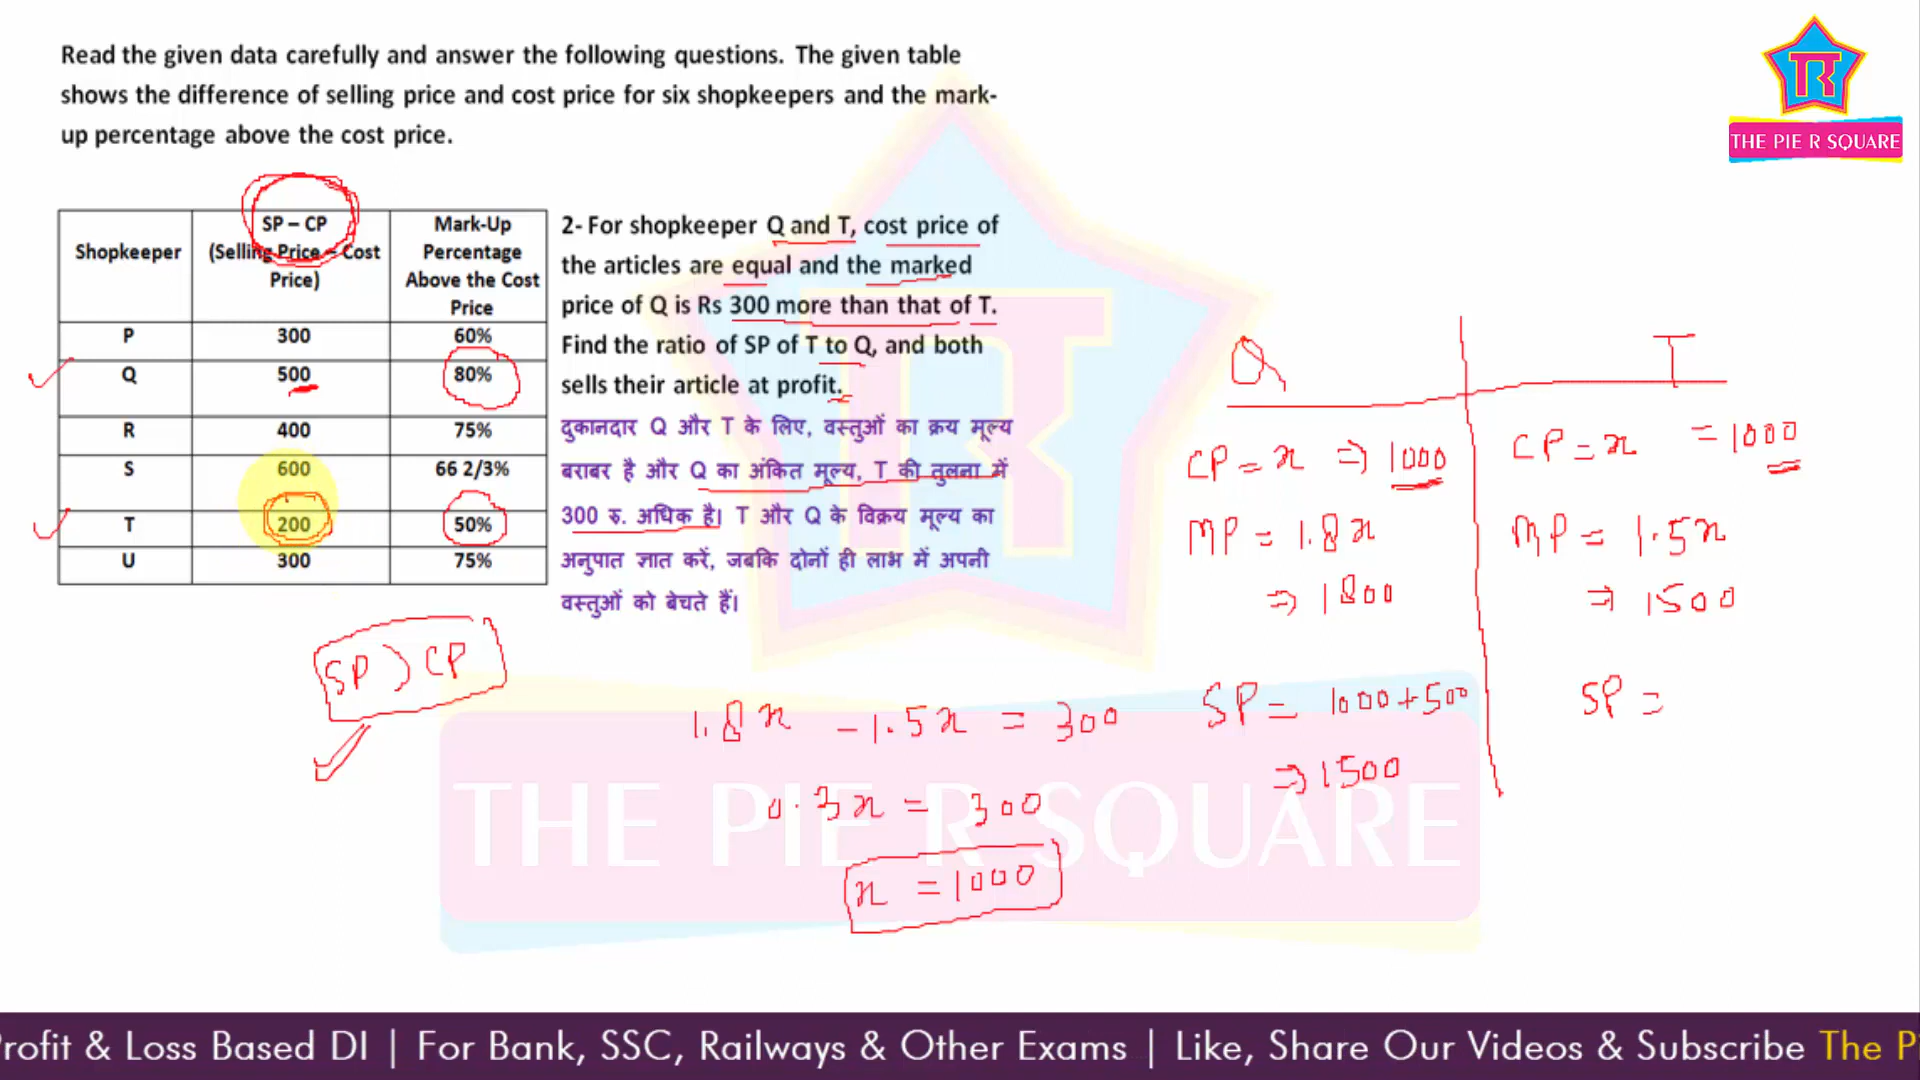 Read the given data carefully and answer the following questions. The given table
shows the difference of selling price and cost price for six shopkeepers and the mark-
up percentage above the cost price.
THE PIE R SQUARE
Shopkeeper
SP – CP
(Selling Price – Cost
Price)
Mark-Up
Percentage
Above the Cost
Price
P 300 60%
Q 500 80%
R 400 75%
S 600 66 2/3%
T 200 50%
U 300 75%
2- For shopkeeper Q and T, cost price of
the articles are equal and the marked
price of Q is Rs 300 more than that of T.
Find the ratio of SP of T to Q, and both
sells their article at profit.
दुकानदार Q और T के लिए, वस्तुओं का क्रय मूल्य
बराबर है और Q का अंकित मूल्य, T की तुलना में
300 रु. अधिक है। T और Q के विक्रय मूल्य का
अनुपात ज्ञात करें, जबकि दोनों ही लाभ में अपनी
वस्तुओं को बेचते हैं।
SP > CP
1.8x - 1.5x = 300
0.3x = 300
x = 1000
Q
CP = x ⇒ 1000
MP = 1.8x
⇒ 1800
SP = 1000+500
⇒ 1500
T
CP = x = 1000
MP = 1.5x
⇒ 1500
SP =
THE PIE R SQUARE
Profit & Loss Based DI | For Bank, SSC, Railways & Other Exams | Like, Share Our Videos & Subscribe The Pi